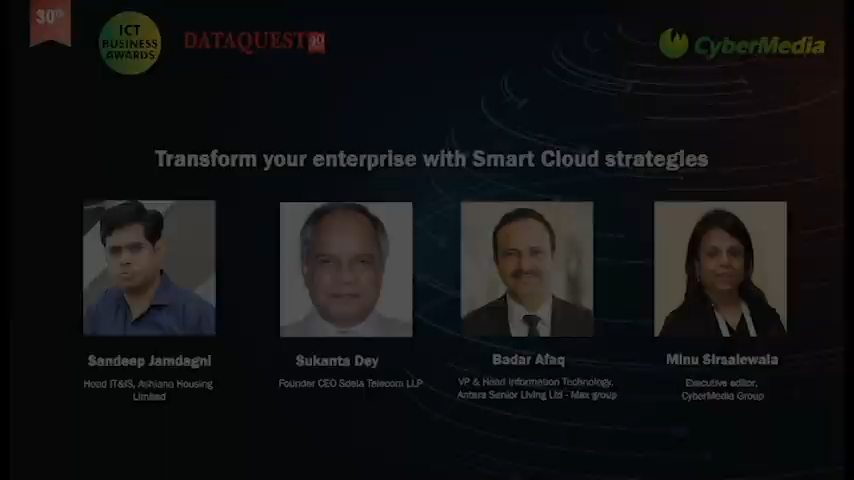 30th
ICT
BUSINESS
AWARDS
DATAQUEST
CyberMedia
Transform your enterprise with Smart Cloud strategies
Sandeep Jamdagni
Head IT&IS, Ashiana Housing
Limited
Sukanta Dey
Founder CEO Sdela Telecom LLP
Badar Afaq
VP & Head Information Technology,
Antara Senior Living Ltd - Max group
Minu Sirsalewala
Executive editor,
CyberMedia Group